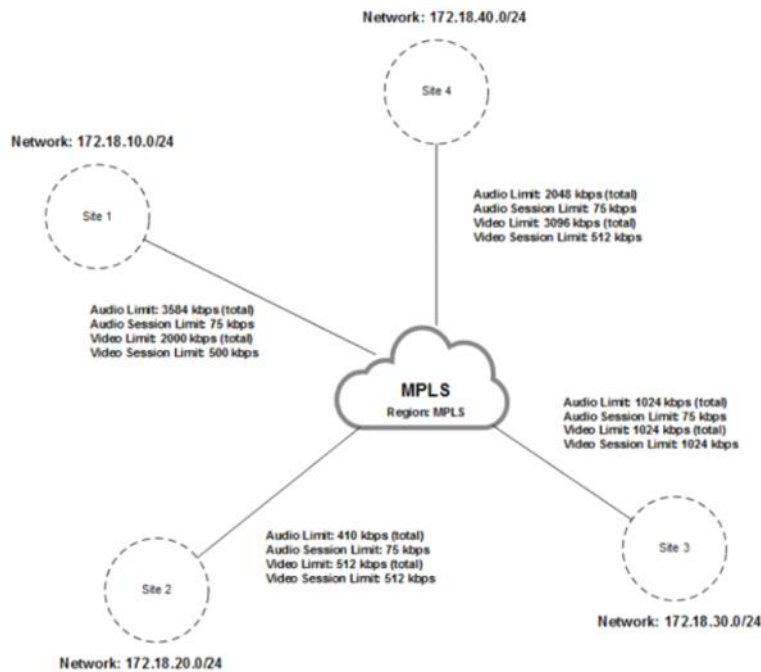 Network: 172.18.40.0/24
Site 4
Network: 172.18.10.0/24
Site 1
Audio Limit: 2048 kbps (total)
Audio Session Limit: 75 kbps
Video Limit: 3096 kbps (total)
Video Session Limit: 512 kbps
Audio Limit: 3584 kbps (total)
Audio Session Limit: 75 kbps
Video Limit: 2000 kbps (total)
Video Session Limit: 500 kbps
MPLS
Region: MPLS
Audio Limit: 1024 kbps (total)
Audio Session Limit: 75 kbps
Video Limit: 1024 kbps (total)
Video Session Limit: 1024 kbps
Audio Limit: 410 kbps (total)
Audio Session Limit: 75 kbps
Video Limit: 512 kbps (total)
Video Session Limit: 512 kbps
Site 3
Site 2
Network: 172.18.30.0/24
Network: 172.18.20.0/24